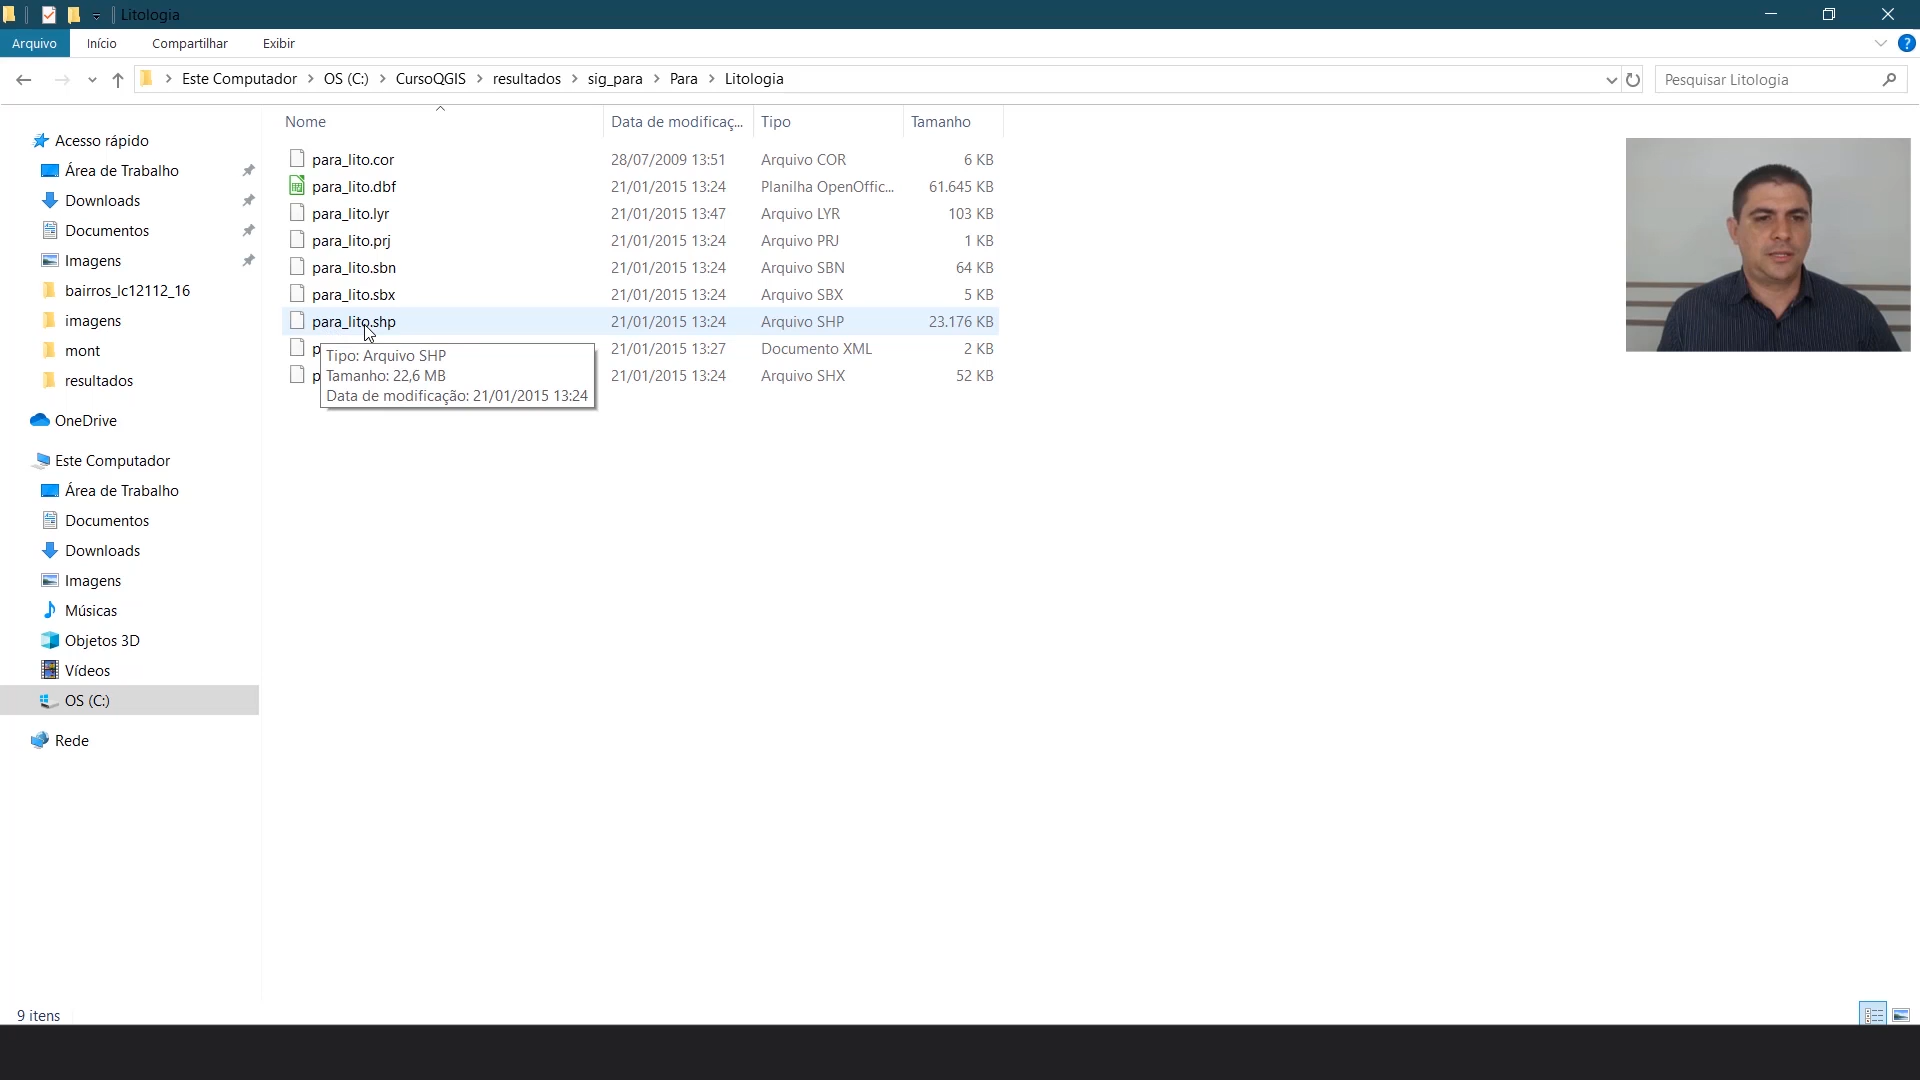 Litologia
Arquivo Início Compartilhar Exibir
Este Computador OS (C:) CursoQGIS resultados sig_para Para Litologia
Pesquisar Litologia
Nome Data de modificaç... Tipo Tamanho
para_lito.cor 28/07/2009 13:51 Arquivo COR 6 KB
para_lito.dbf 21/01/2015 13:24 Planilha OpenOffic... 61.645 KB
para_lito.lyr 21/01/2015 13:47 Arquivo LYR 103 KB
para_lito.prj 21/01/2015 13:24 Arquivo PRJ 1 KB
para_lito.sbn 21/01/2015 13:24 Arquivo SBN 64 KB
para_lito.sbx 21/01/2015 13:24 Arquivo SBX 5 KB
para_lito.shp 21/01/2015 13:24 Arquivo SHP 23.176 KB
p 21/01/2015 13:27 Documento XML 2 KB
p 21/01/2015 13:24 Arquivo SHX 52 KB
Tipo: Arquivo SHP
Tamanho: 22,6 MB
Data de modificação: 21/01/2015 13:24
Acesso rápido
Área de Trabalho
Downloads
Documentos
Imagens
bairros_lc12112_16
imagens
mont
resultados
OneDrive
Este Computador
Área de Trabalho
Documentos
Downloads
Imagens
Músicas
Objetos 3D
Vídeos
OS (C:)
Rede
9 itens